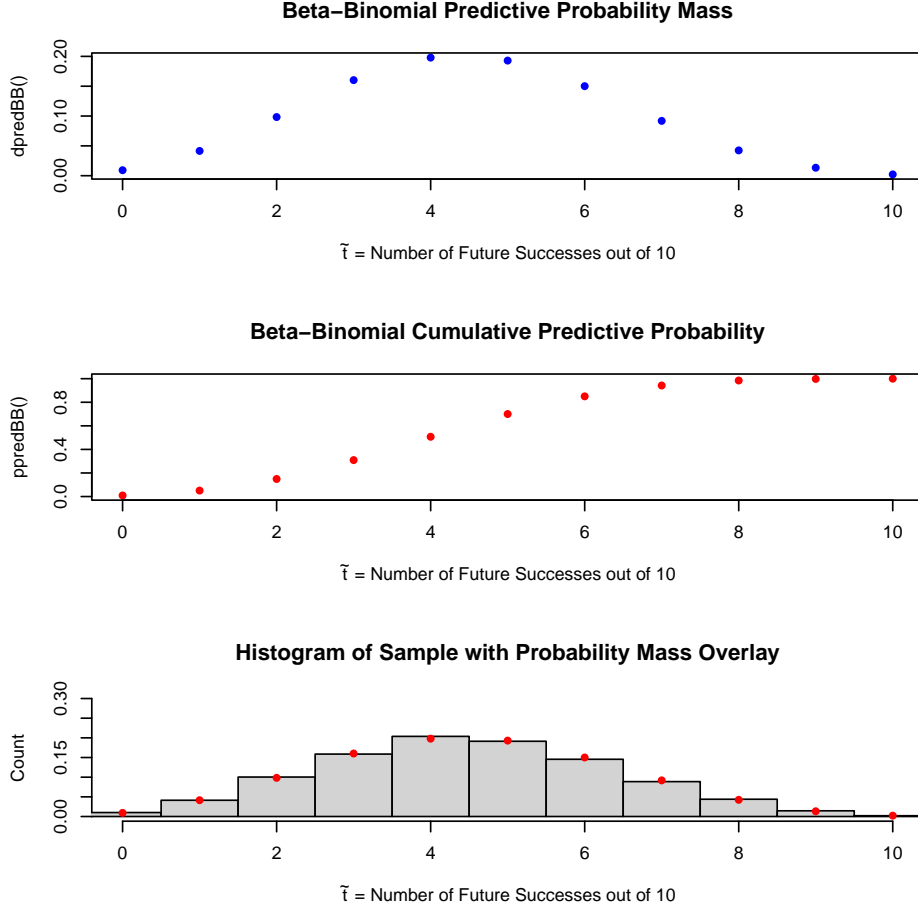 Beta−Binomial Predictive Probability Mass
dpredBB()
0.20
0.10
0.00
0 2 4 6 8 10
t̃ = Number of Future Successes out of 10
Beta−Binomial Cumulative Predictive Probability
ppredBB()
0.8
0.4
0.0
0 2 4 6 8 10
t̃ = Number of Future Successes out of 10
Histogram of Sample with Probability Mass Overlay
Count
0.30
0.15
0.00
0 2 4 6 8 10
t̃ = Number of Future Successes out of 10